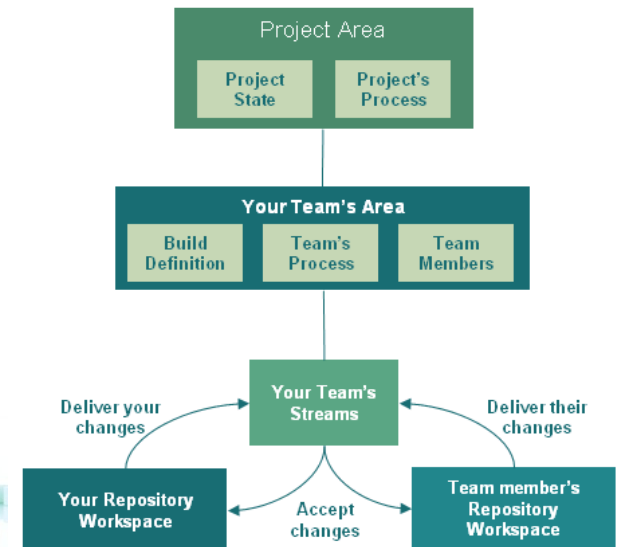 Project Area
Project
State
Project's
Process
Your Team's Area
Build
Definition
Team's
Process
Team
Members
Your Team's
Streams
Deliver your
changes
Deliver their
changes
Your Repository
Workspace
Accept
changes
Team member's
Repository
Workspace